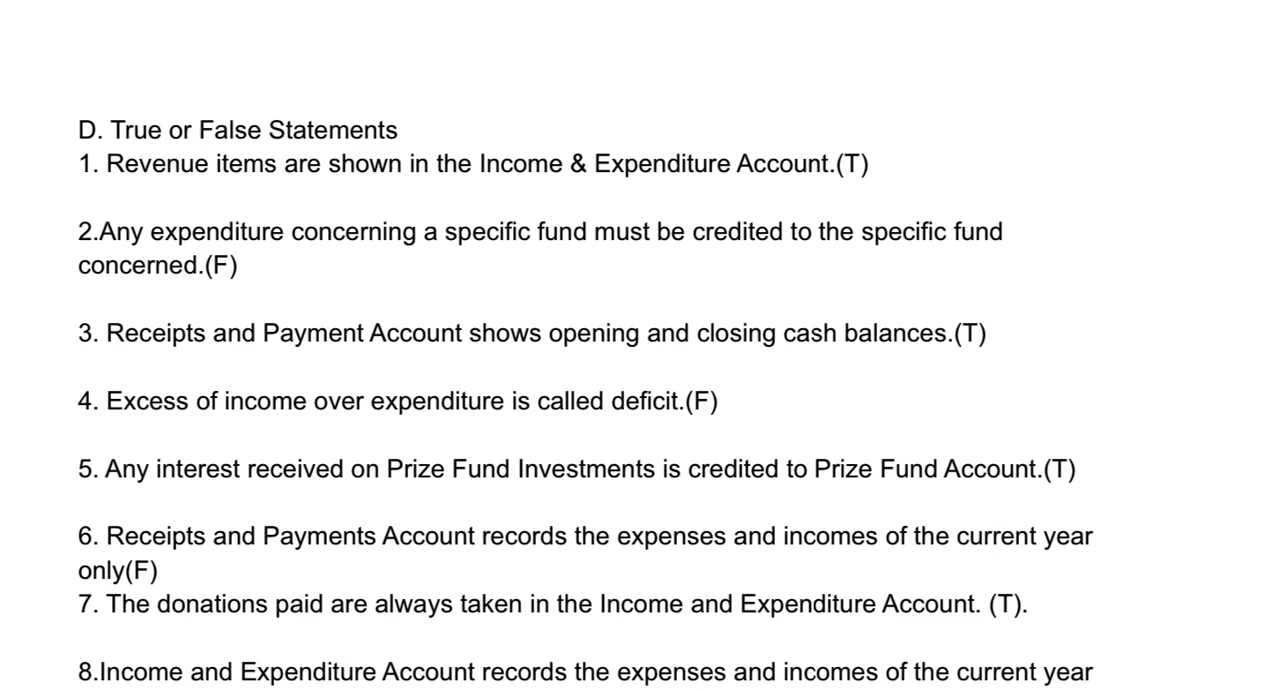 D. True or False Statements
1. Revenue items are shown in the Income & Expenditure Account.(T)
2.Any expenditure concerning a specific fund must be credited to the specific fund
concerned.(F)
3. Receipts and Payment Account shows opening and closing cash balances.(T)
4. Excess of income over expenditure is called deficit.(F)
5. Any interest received on Prize Fund Investments is credited to Prize Fund Account.(T)
6. Receipts and Payments Account records the expenses and incomes of the current year
only(F)
7. The donations paid are always taken in the Income and Expenditure Account. (T).
8.Income and Expenditure Account records the expenses and incomes of the current year